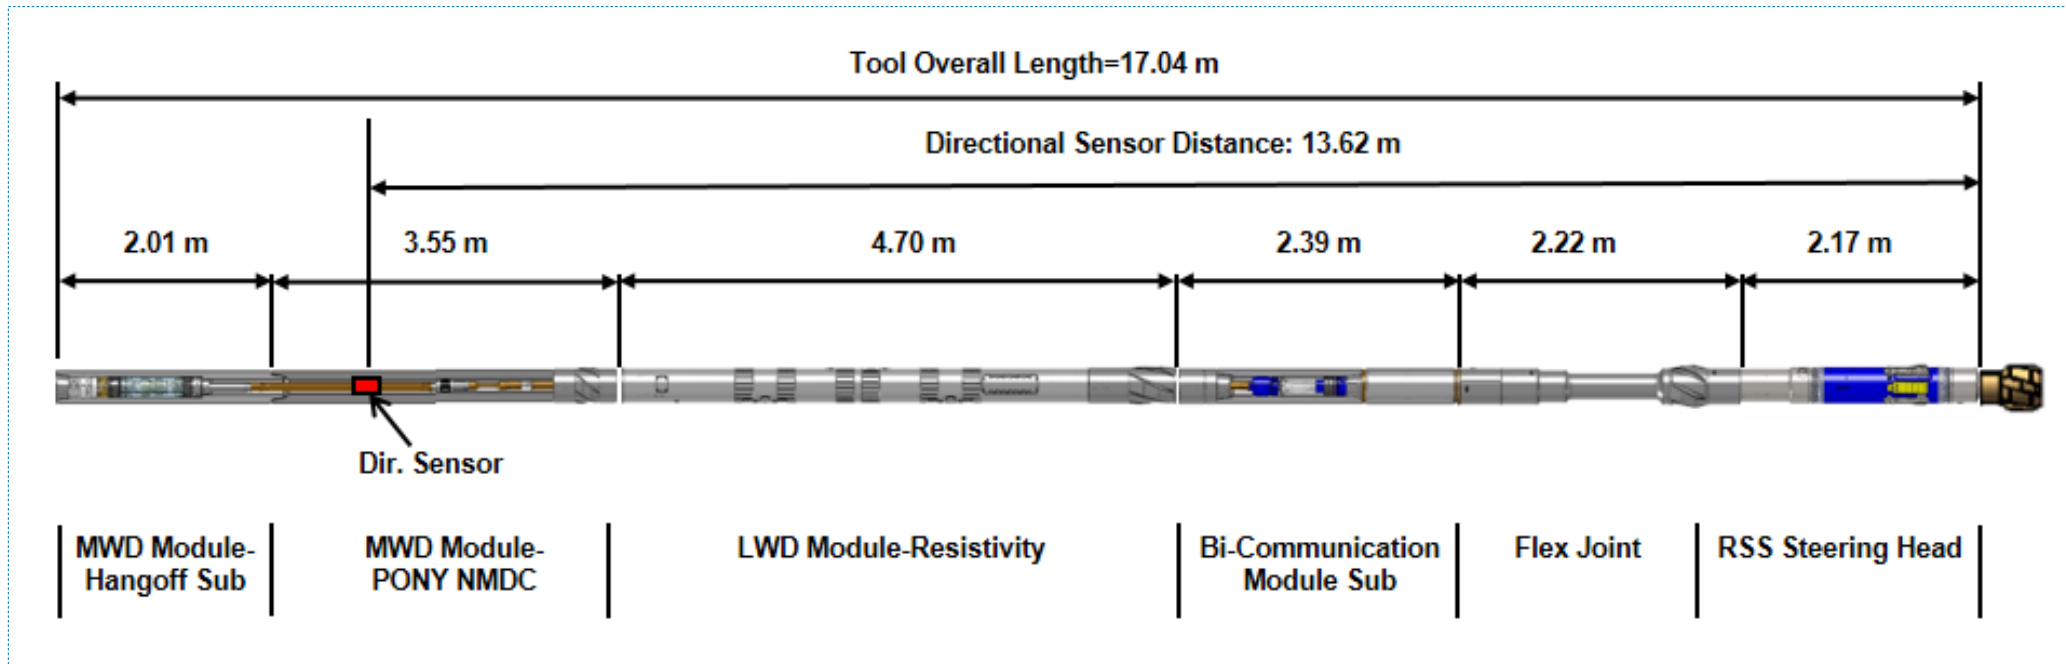 Tool Overall Length=17.04 m
Directional Sensor Distance: 13.62 m
2.01 m
3.55 m
4.70 m
2.39 m
2.22 m
2.17 m
Dir. Sensor
MWD Module-
Hangoff Sub
MWD Module-
PONY NMDC
LWD Module-Resistivity
Bi-Communication
Module Sub
Flex Joint
RSS Steering Head